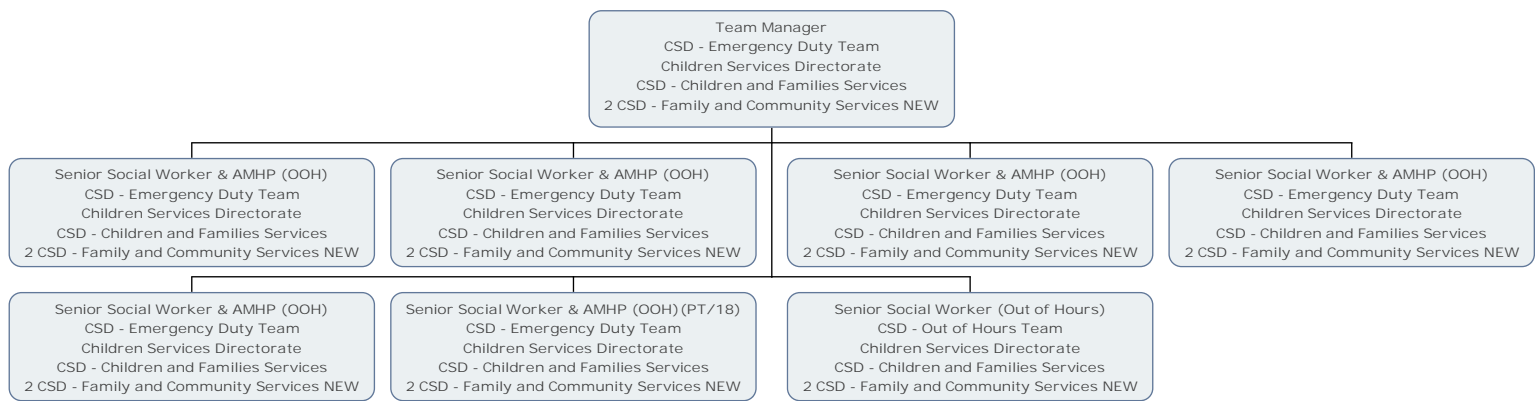 Team Manager
CSD - Emergency Duty Team
Children Services Directorate
CSD - Children and Families Services
2 CSD - Family and Community Services NEW
Senior Social Worker & AMHP (OOH)
CSD - Emergency Duty Team
Children Services Directorate
CSD - Children and Families Services
2 CSD - Family and Community Services NEW
Senior Social Worker & AMHP (OOH)
CSD - Emergency Duty Team
Children Services Directorate
CSD - Children and Families Services
2 CSD - Family and Community Services NEW
Senior Social Worker & AMHP (OOH)
CSD - Emergency Duty Team
Children Services Directorate
CSD - Children and Families Services
2 CSD - Family and Community Services NEW
Senior Social Worker & AMHP (OOH)
CSD - Emergency Duty Team
Children Services Directorate
CSD - Children and Families Services
2 CSD - Family and Community Services NEW
Senior Social Worker & AMHP (OOH)
CSD - Emergency Duty Team
Children Services Directorate
CSD - Children and Families Services
2 CSD - Family and Community Services NEW
Senior Social Worker & AMHP (OOH)(PT/18)
CSD - Emergency Duty Team
Children Services Directorate
CSD - Children and Families Services
2 CSD - Family and Community Services NEW
Senior Social Worker (Out of Hours)
CSD - Out of Hours Team
Children Services Directorate
CSD - Children and Families Services
2 CSD - Family and Community Services NEW